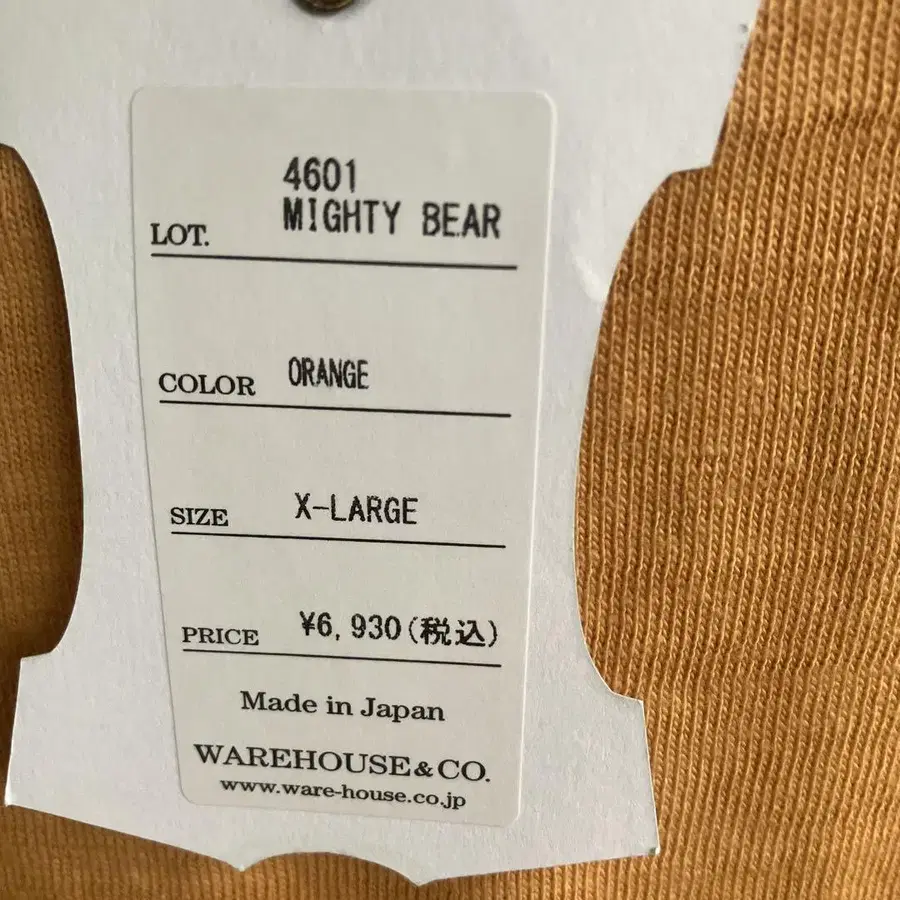 4601
LOT. MIGHTY BEAR
COLOR ORANGE
SIZE X-LARGE
PRICE ¥6,930(税込)
Made in Japan
WAREHOUSE&CO.
www.ware-house.co.jp